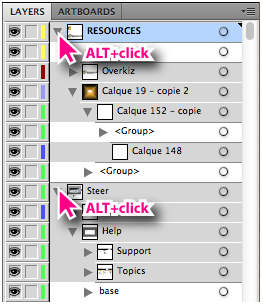 LAYERS ARTBOARDS
RESOURCES
ALT+click
Overkiz
Calque 19 - copie 2
Calque 152 - copie
<Group>
Calque 148
<Group>
Steer
ALT+click
Help
Support
Topics
base